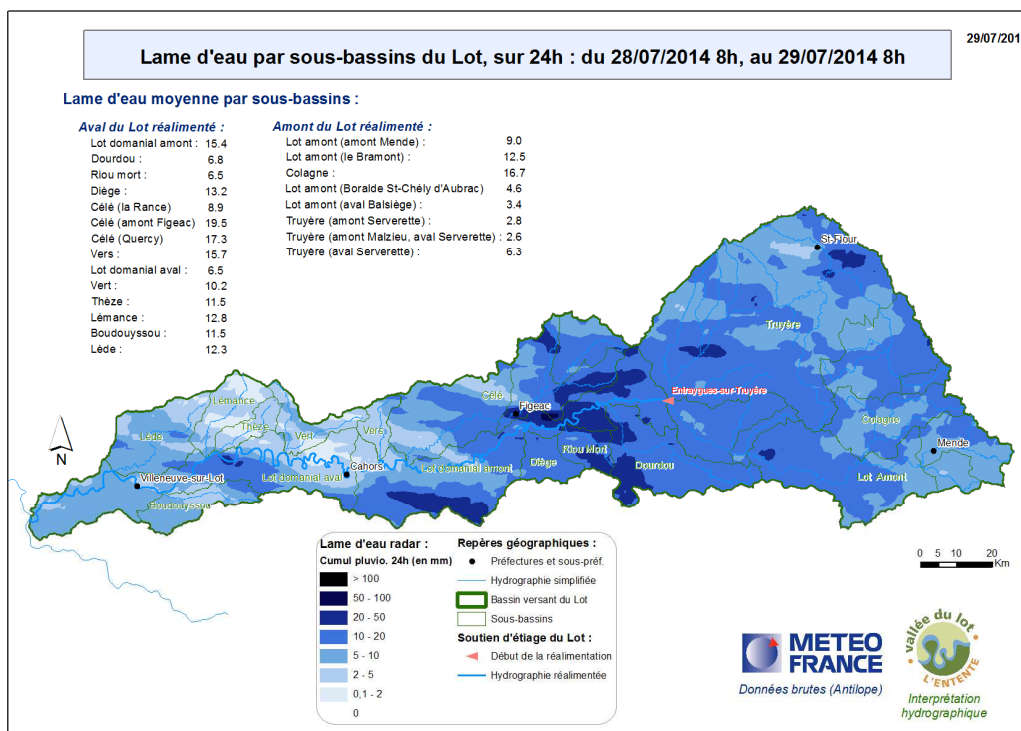 29/07/201
Lame d'eau par sous-bassins du Lot, sur 24h : du 28/07/2014 8h, au 29/07/2014 8h
Lame d'eau moyenne par sous-bassins :
Aval du Lot réalimenté :
Lot domanial amont : 15.4
Dourdou : 6.8
Riou mort : 6.5
Diège : 13.2
Célé (la Rance) 8.9
Célé (amont Figeac) 19.5
Célé (Quercy) 17.3
Vers : 15.7
Lot domanial aval : 6.5
Vert : 10.2
Thèze : 11.5
Lémance : 12.8
Boudouyssou : 11.5
Lède : 12.3
Amont du Lot réalimenté :
Lot amont (amont Mende) : 9.0
Lot amont (le Bramont) : 12.5
Colagne : 16.7
Lot amont (Boralde St-Chély d'Aubrac) 4.6
Lot amont (aval Balsiège) : 3.4
Truyère (amont Serverette) : 2.8
Truyère (amont Malzieu, aval Serverette) : 2.6
Truyère (aval Serverette) : 6.3
St-Flour
Truyère
Entraygues-sur-Truyère
Célé
Figeac
Lémance
Thèze
Vert
Vers
Lède
Colagne
Mende
Riou Mort
Diège
Dourdou
Lot domanial amont
Cahors
Lot domanial aval
Villeneuve-sur-Lot
Boudouyssou
Lot Amont
N
Lame d'eau radar :
Cumul pluvio. 24h (en mm)
> 100
50 - 100
20 - 50
10 - 20
5 - 10
2 - 5
0,1 - 2
0
Repères géographiques :
Préfectures et sous-préf.
Hydrographie simplifiée
Bassin versant du Lot
Sous-bassins
Soutien d'étiage du Lot :
Début de la réalimentation
Hydrographie réalimentée
0 5 10 20
Km
METEO
FRANCE
Données brutes (Antilope)
vallée du lot
L'ENTENTE
Interprétation
hydrographique